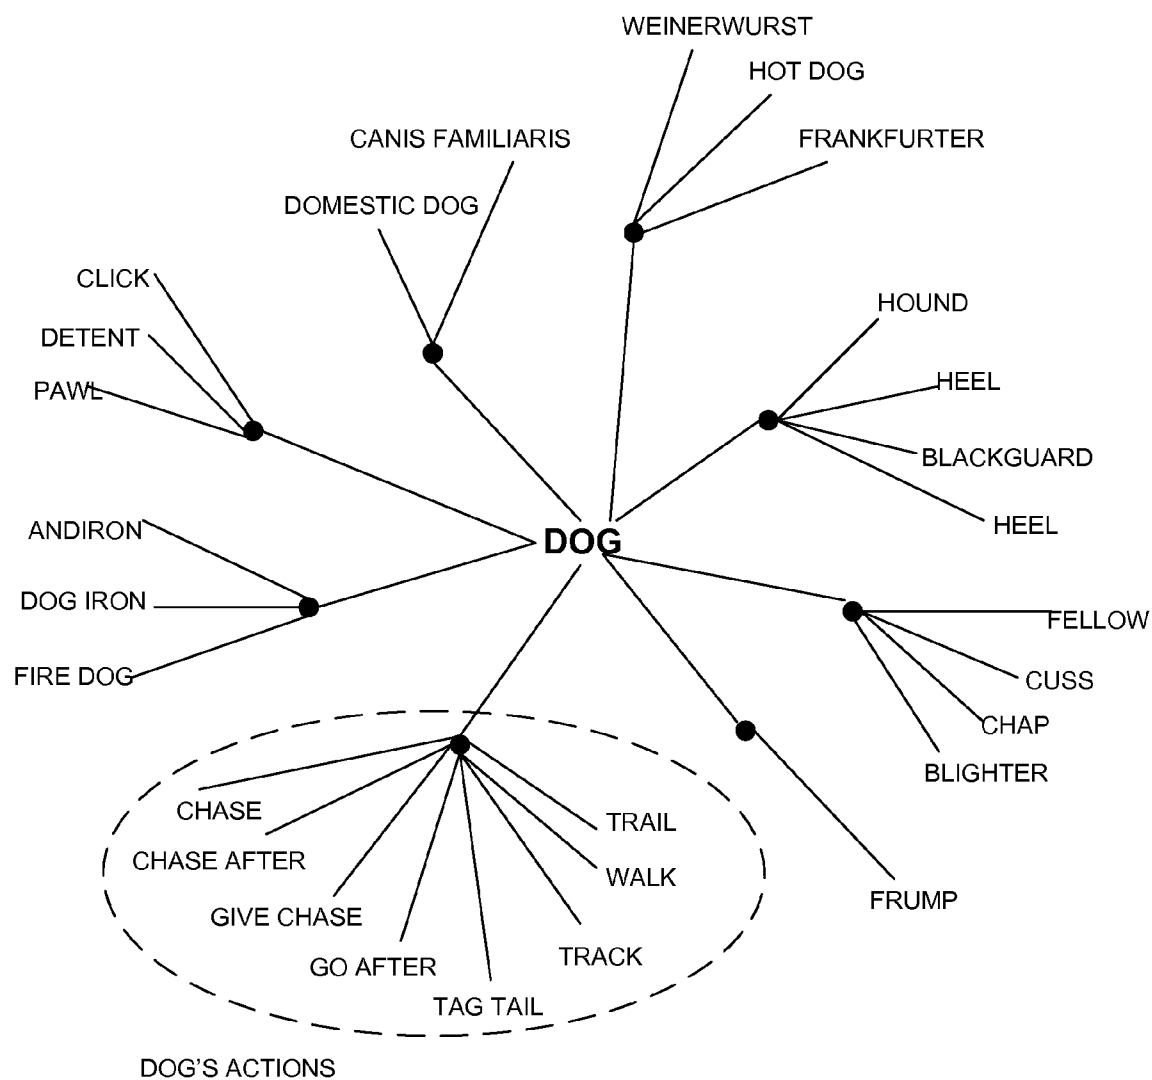 WEINERWURST
HOT DOG
CANIS FAMILIARIS
FRANKFURTER
DOMESTIC DOG
CLICK
HOUND
DETENT
PAWL
HEEL
BLACKGUARD
ANDIRON
HEEL
DOG
DOG IRON
FELLOW
FIRE DOG
CUSS
CHAP
BLIGHTER
CHASE
TRAIL
CHASE AFTER
WALK
GIVE CHASE
FRUMP
GO AFTER
TRACK
TAG TAIL
DOG'S ACTIONS